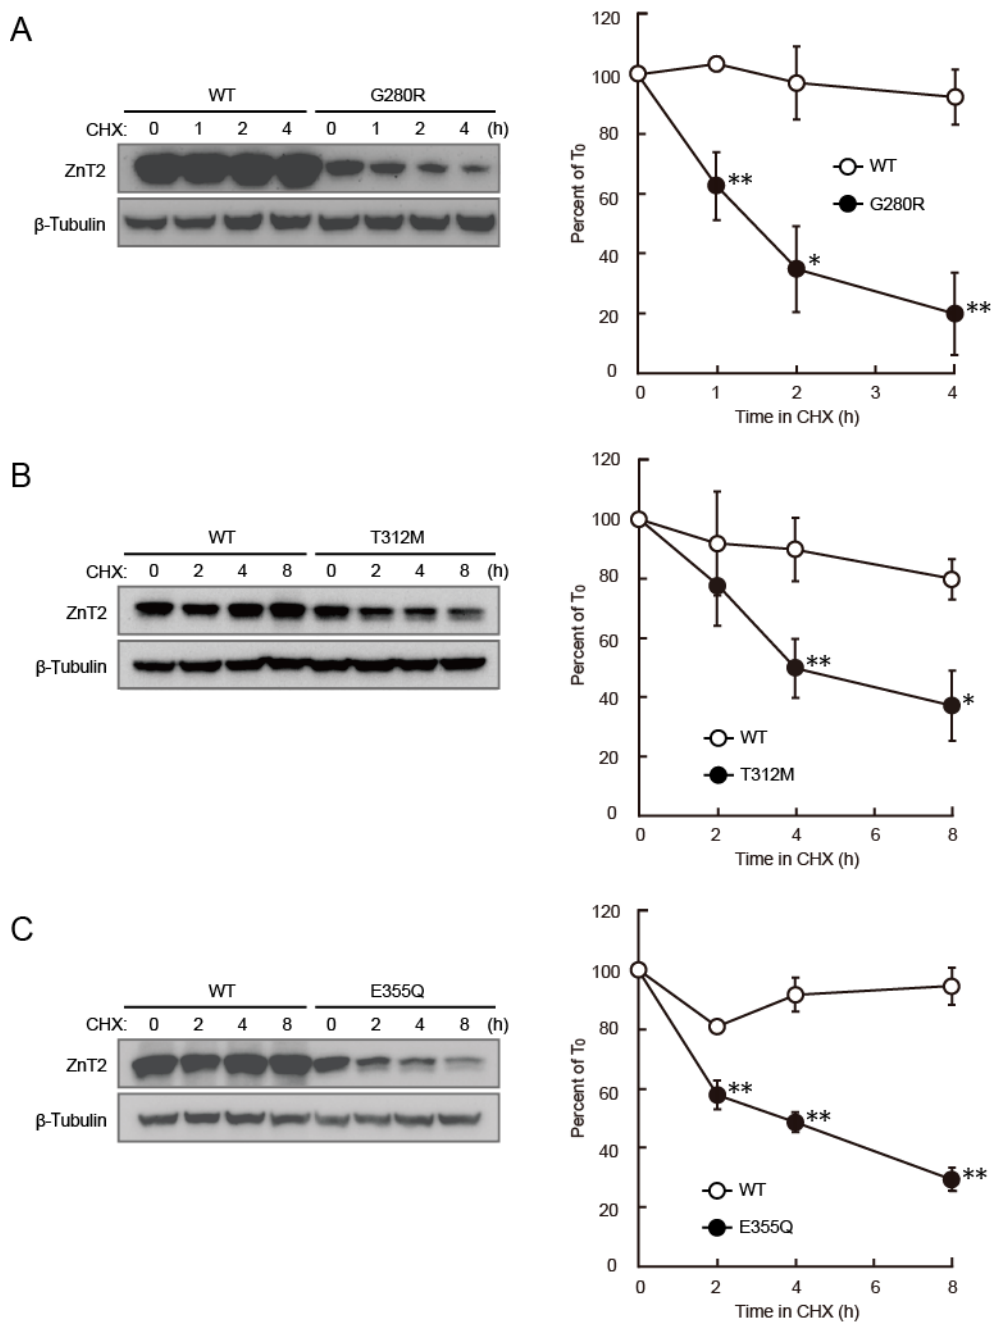 A
WT G280R
CHX: 0 1 2 4 0 1 2 4 (h)
ZnT2
β-Tubulin
120
100
80
60
40
20
0
Percent of T0
WT
G280R
**
*
**
0 1 2 3 4
Time in CHX (h)
B
WT T312M
CHX: 0 2 4 8 0 2 4 8 (h)
ZnT2
β-Tubulin
120
100
80
60
40
20
0
Percent of T0
**
*
WT
T312M
0 2 4 6 8
Time in CHX (h)
C
WT E355Q
CHX: 0 2 4 8 0 2 4 8 (h)
ZnT2
β-Tubulin
120
100
80
60
40
20
0
Percent of T0
**
**
**
WT
E355Q
0 2 4 6 8
Time in CHX (h)